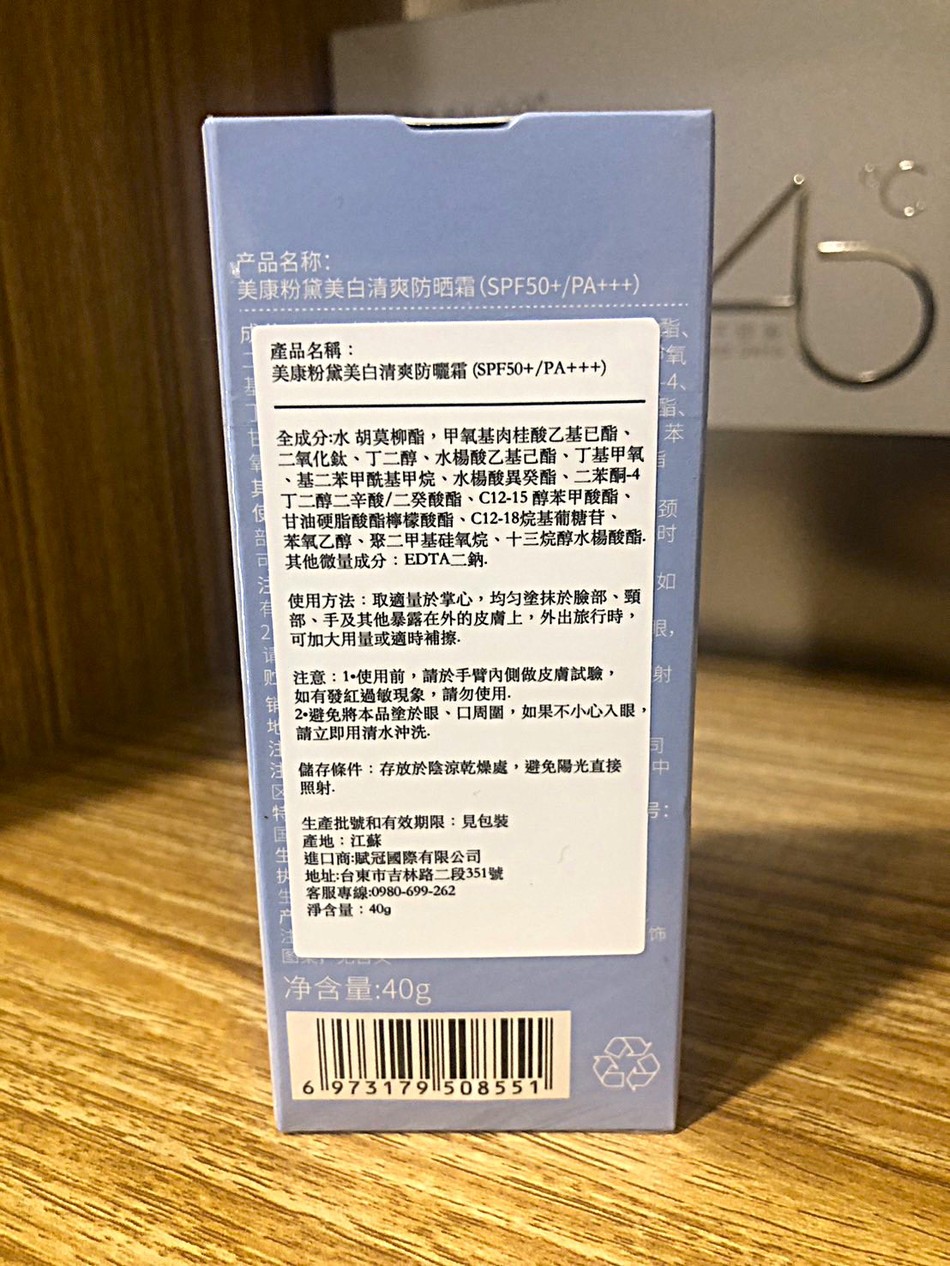 45°C
产品名称：
美康粉黛美白清爽防晒霜（SPF50+/PA+++）
產品名稱：
美康粉黛美白清爽防曬霜 (SPF50+/PA+++)
全成分:水 胡莫柳酯，甲氧基肉桂酸乙基已酯、
二氧化鈦、丁二醇、水楊酸乙基己酯、丁基甲氧
、基二苯甲酰基甲烷、水楊酸異癸酯、二苯酮-4
丁二醇二辛酸/二癸酸酯、C12-15 醇苯甲酸酯、
甘油硬脂酸酯檸檬酸酯、C12-18烷基葡糖苷、
苯氧乙醇、聚二甲基硅氧烷、十三烷醇水楊酸酯.
其他微量成分：EDTA二鈉.
使用方法：取適量於掌心，均匀塗抹於臉部、頸
部、手及其他暴露在外的皮膚上，外出旅行時，
可加大用量或適時補擦.
注意：1•使用前，請於手臂內側做皮膚試驗，
如有發紅過敏現象，請勿使用.
2•避免將本品塗於眼、口周圍，如果不小心入眼，
請立即用清水沖洗.
儲存條件：存放於陰涼乾燥處，避免陽光直接
照射.
生產批號和有效期限：見包裝
產地：江蘇
進口商:賦冠國際有限公司
地址:台東市吉林路二段351號
客服專線:0980-699-262
淨含量：40g
净含量:40g
6 973179 508551